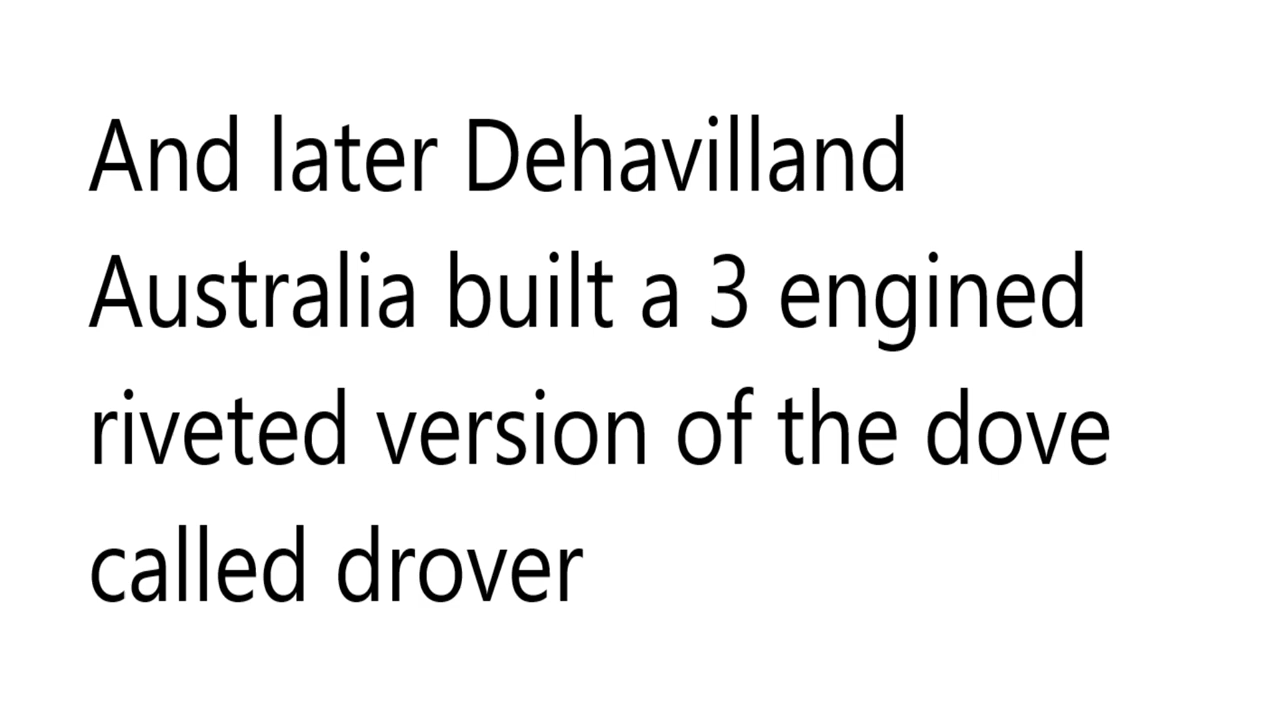 And later Dehavilland
Australia built a 3 engined
riveted version of the dove
called drover